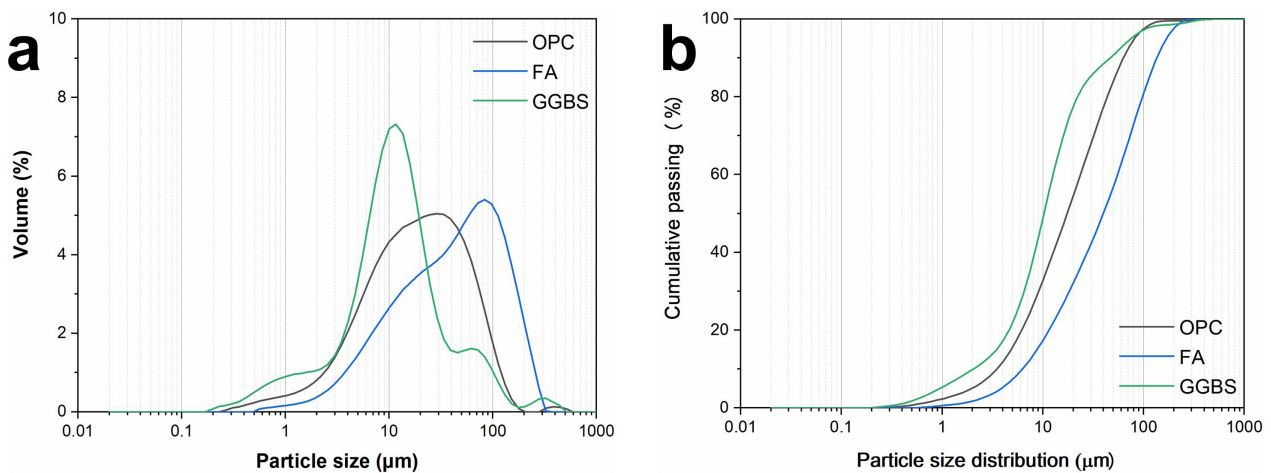 a
10
8
6
4
2
0
Volume (%)
OPC
FA
GGBS
0.01 0.1 1 10 100 1000
Particle size (µm)
b
100
80
60
40
20
0
Cumulative passing ( %)
OPC
FA
GGBS
0.01 0.1 1 10 100 1000
Particle size distribution (µm)